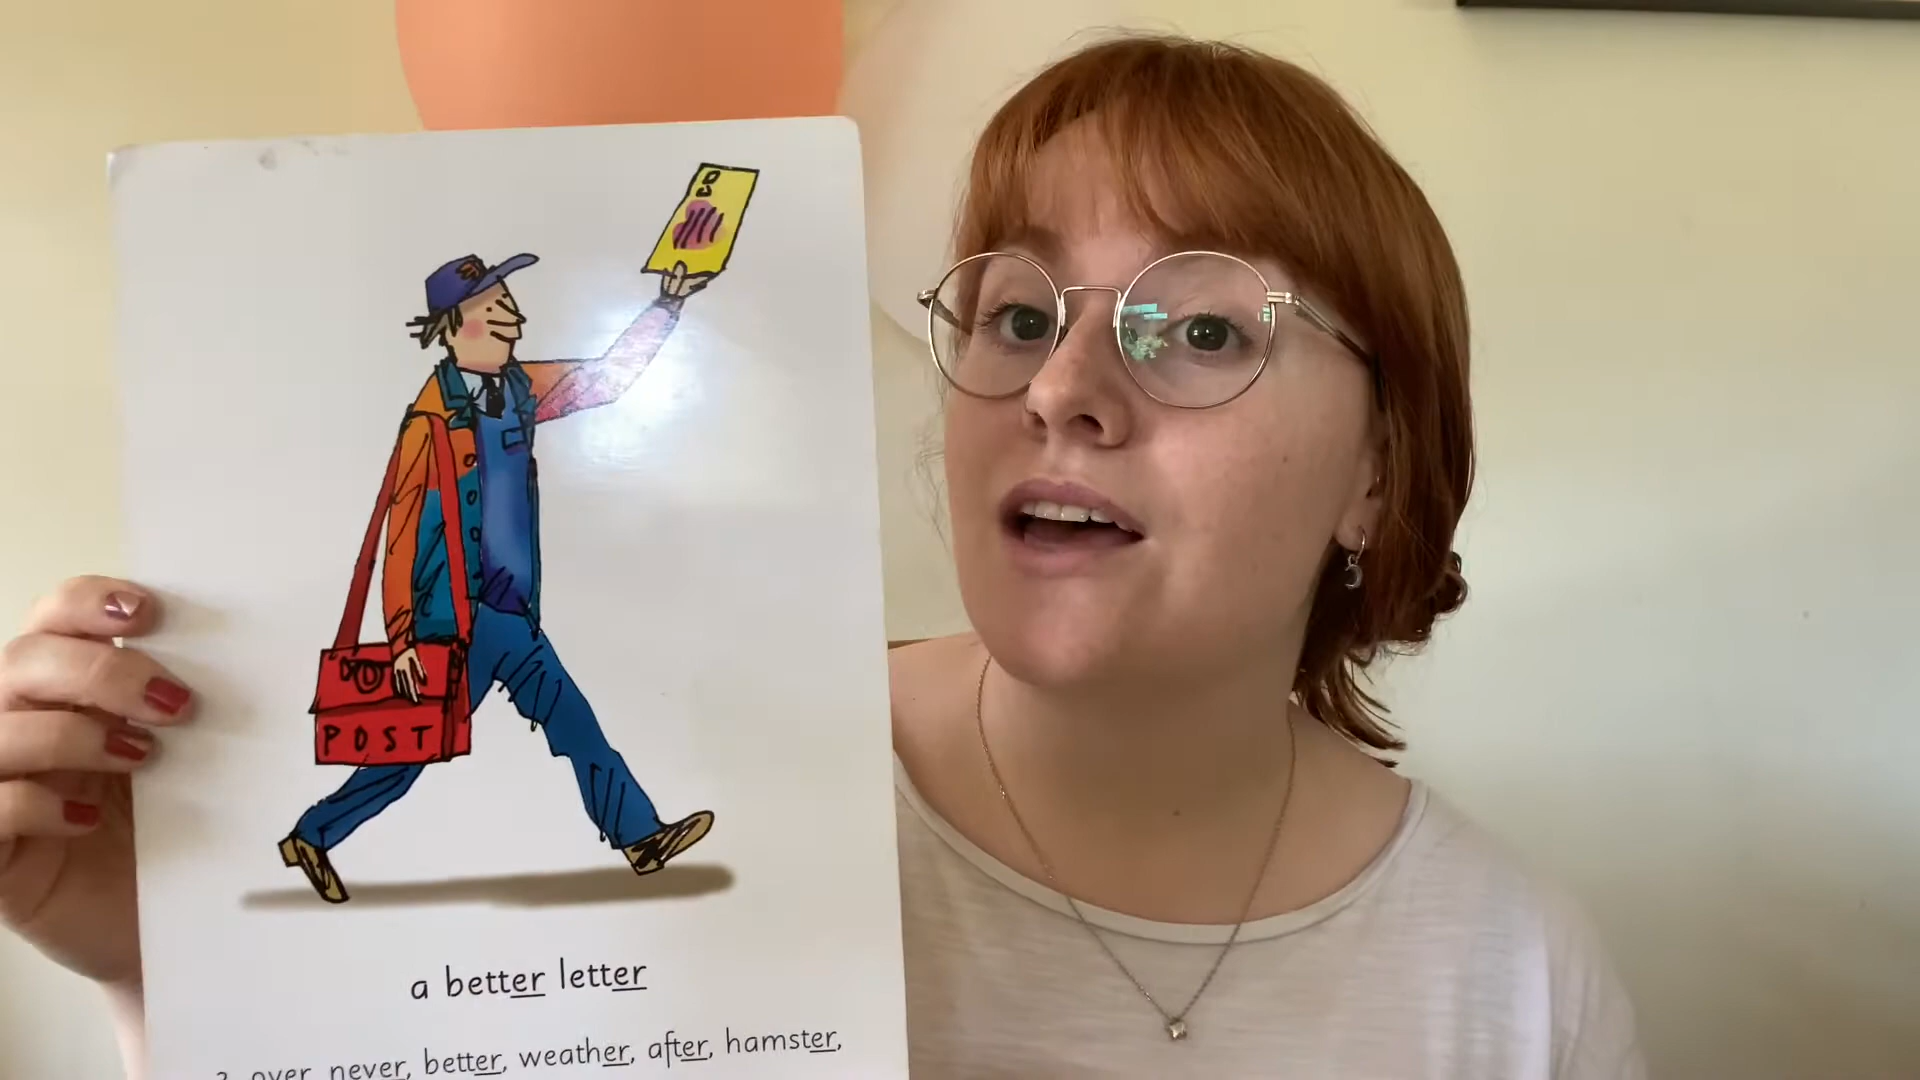 POST
a better letter
over, never, better, weather, after, hamster,